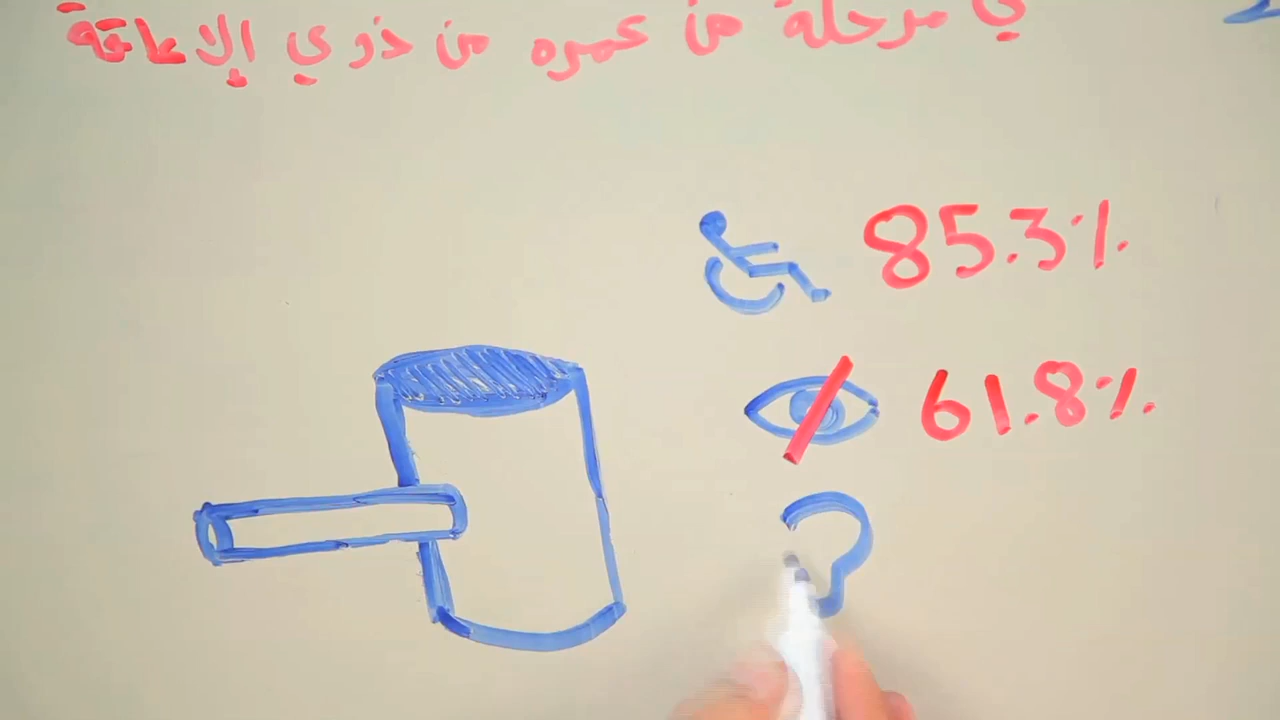 في مرحلة من عمره من ذوي الإعاقة
85.3%
61.8%